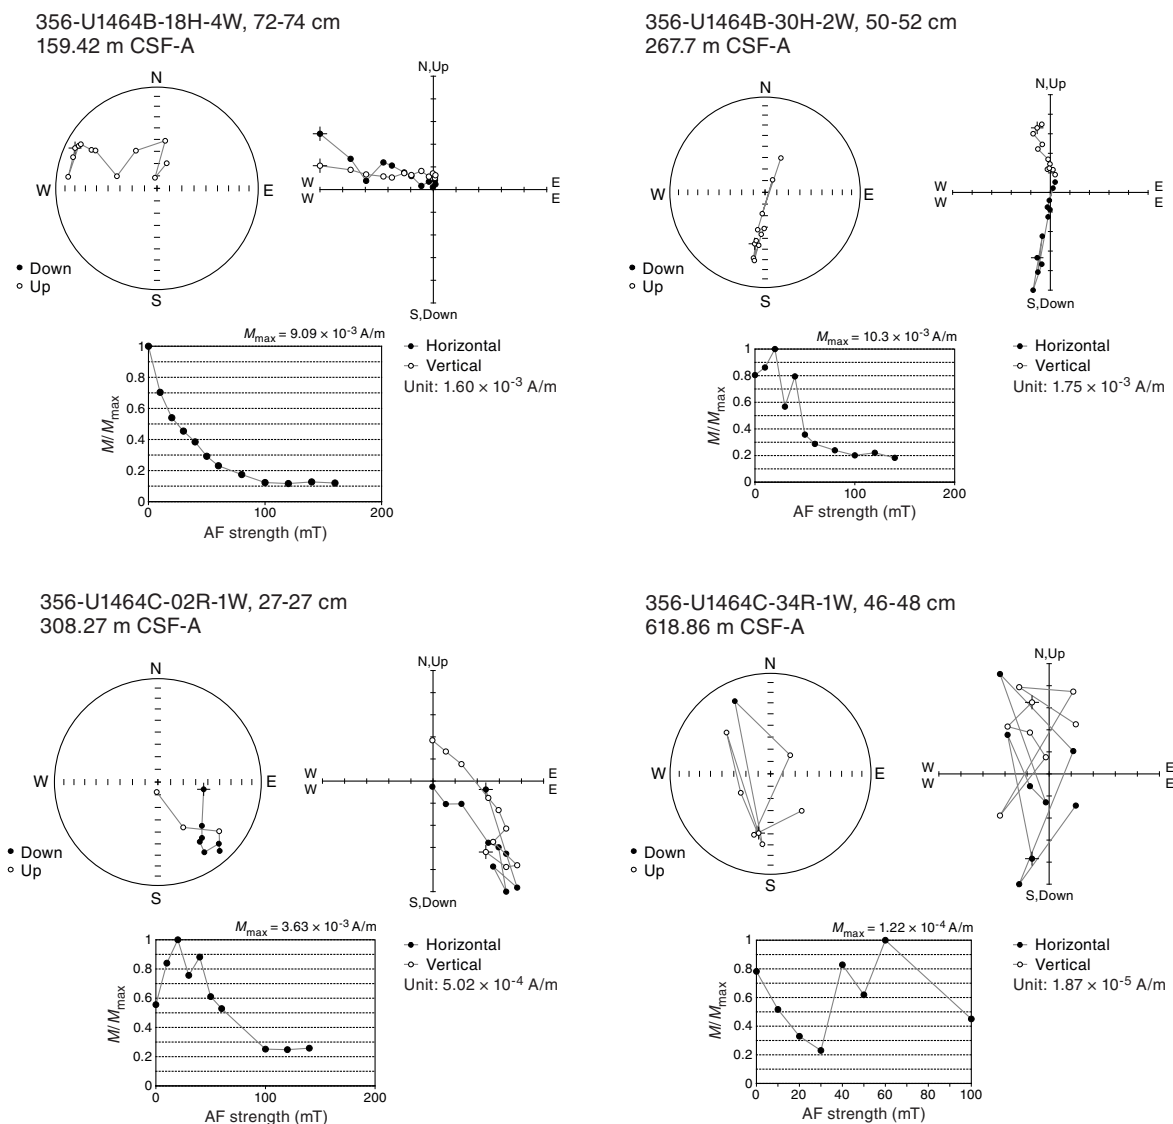 356-U1464B-18H-4W, 72-74 cm
159.42 m CSF-A
N
W
E
S
Down
Up
N,Up
W
W
E
E
S,Down
Mmax = 9.09 × 10-3 A/m
Horizontal
Vertical
Unit: 1.60 × 10-3 A/m
M/Mmax
1
0.8
0.6
0.4
0.2
0
0
100
200
AF strength (mT)
356-U1464B-30H-2W, 50-52 cm
267.7 m CSF-A
N
W
E
S
Down
Up
N,Up
W
W
E
E
S,Down
Mmax = 10.3 × 10-3 A/m
Horizontal
Vertical
Unit: 1.75 × 10-3 A/m
M/Mmax
1
0.8
0.6
0.4
0.2
0
0
100
200
AF strength (mT)
356-U1464C-02R-1W, 27-27 cm
308.27 m CSF-A
N
W
E
S
Down
Up
N,Up
W
W
E
E
S,Down
Mmax = 3.63 × 10-3 A/m
Horizontal
Vertical
Unit: 5.02 × 10-4 A/m
M/Mmax
1
0.8
0.6
0.4
0.2
0
0
100
200
AF strength (mT)
356-U1464C-34R-1W, 46-48 cm
618.86 m CSF-A
N
W
E
S
Down
Up
N,Up
W
W
E
E
S,Down
Mmax = 1.22 × 10-4 A/m
Horizontal
Vertical
Unit: 1.87 × 10-5 A/m
M/Mmax
1
0.8
0.6
0.4
0.2
0
0
20
40
60
80
100
AF strength (mT)